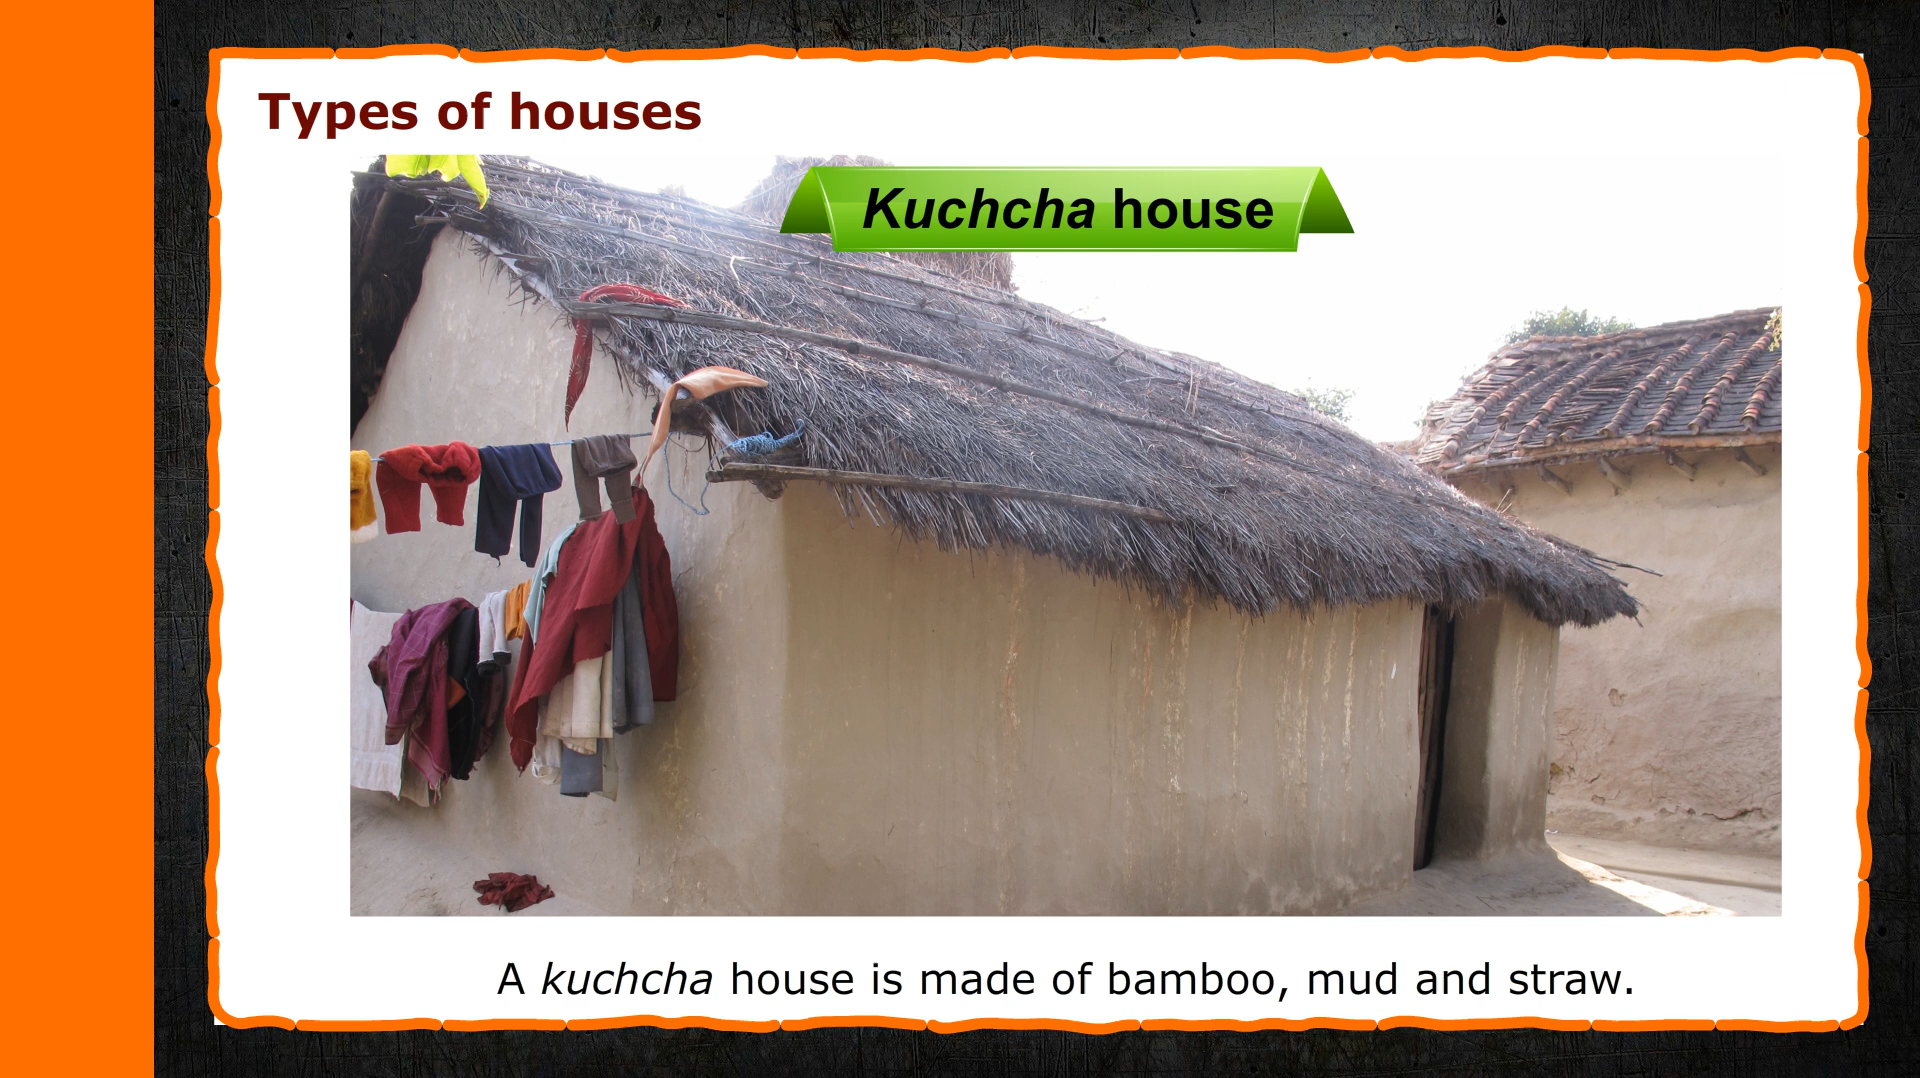 Types of houses
Kuchcha house
A kuchcha house is made of bamboo, mud and straw.